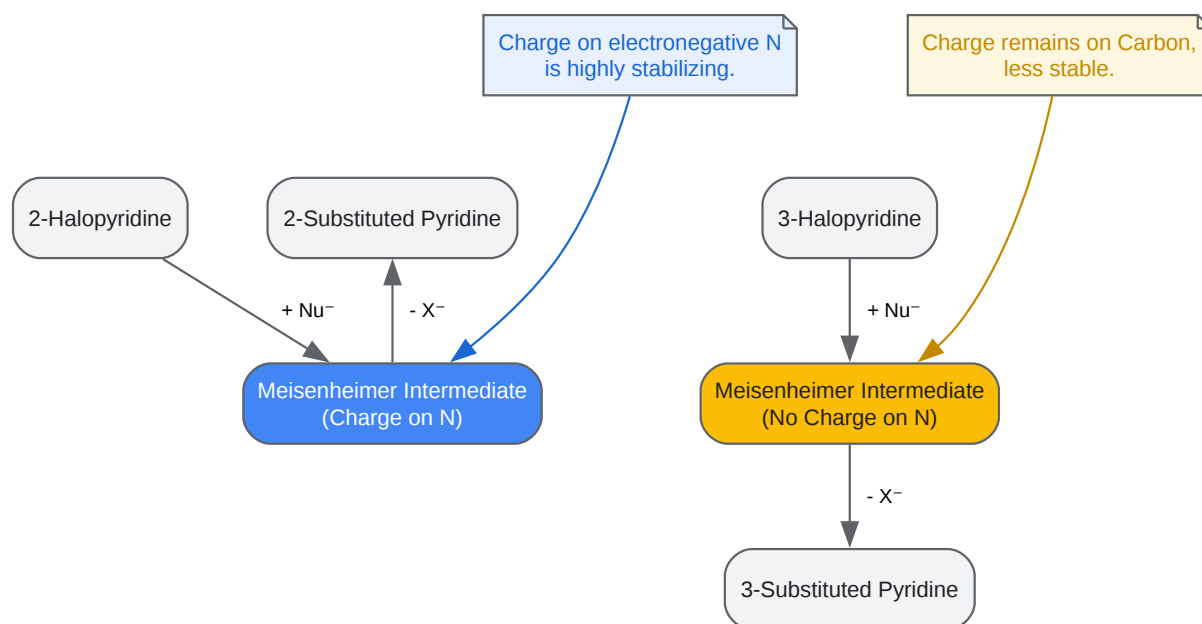 Charge on electronegative N
is highly stabilizing.
Charge remains on Carbon,
less stable.
2-Halopyridine
2-Substituted Pyridine
3-Halopyridine
+ Nu⁻
- X⁻
+ Nu⁻
Meisenheimer Intermediate
(Charge on N)
Meisenheimer Intermediate
(No Charge on N)
- X⁻
3-Substituted Pyridine